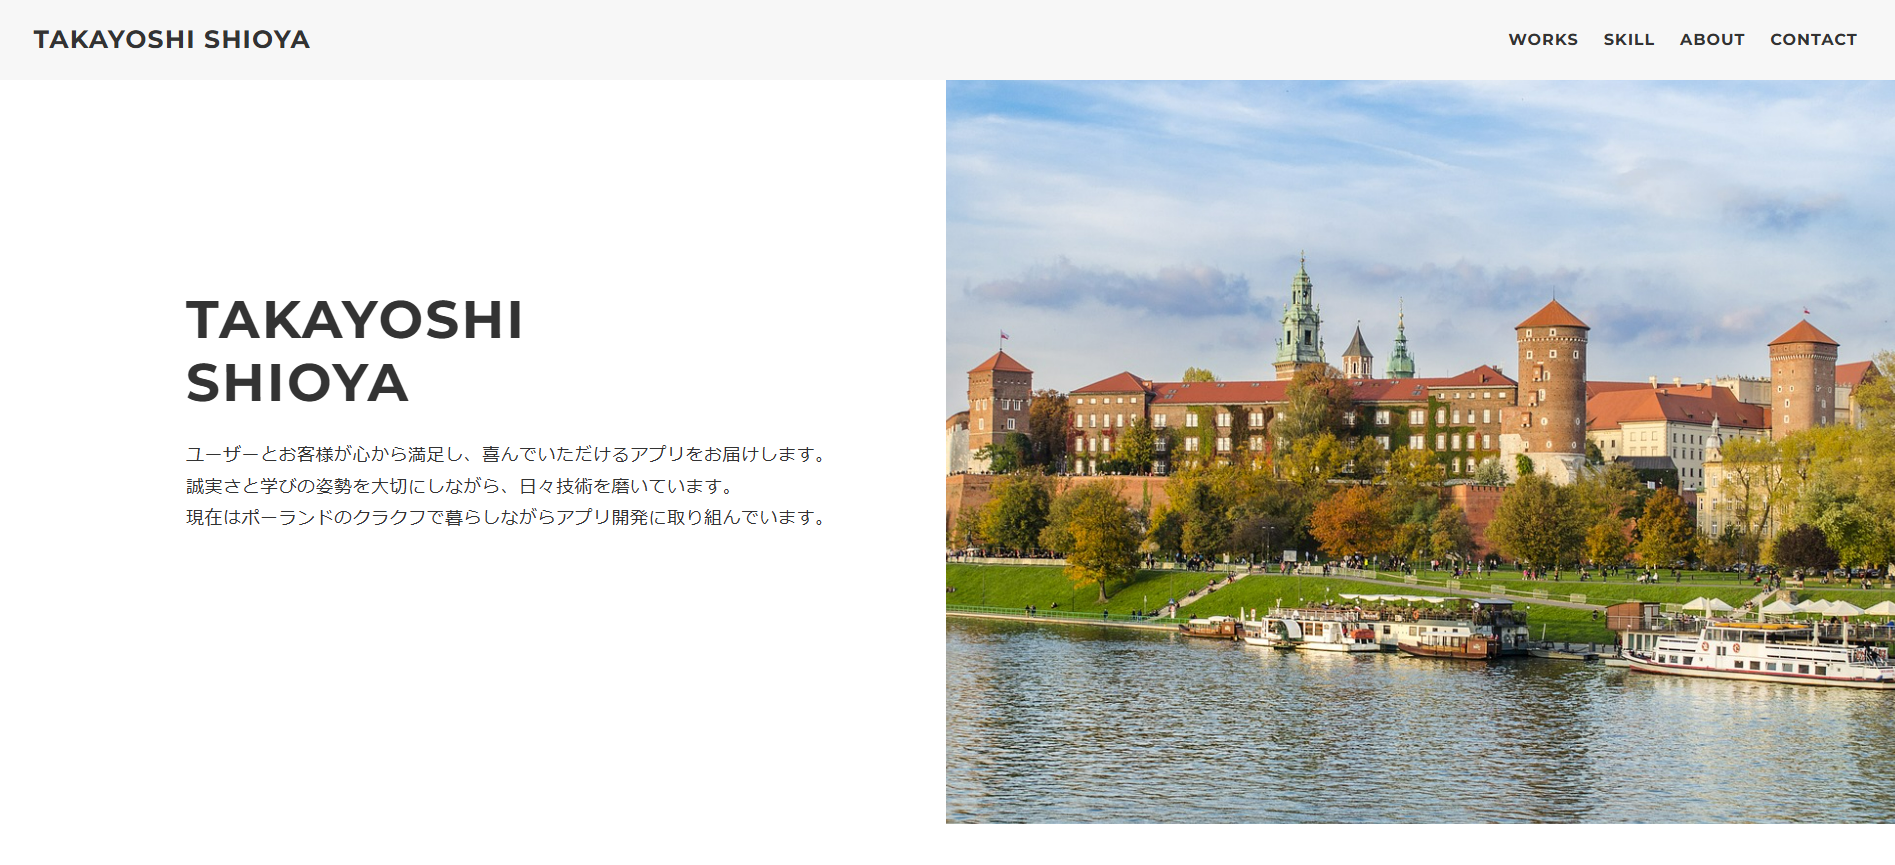 TAKAYOSHI SHIOYA
WORKS SKILL ABOUT CONTACT
TAKAYOSHI
SHIOYA
ユーザーとお客様が心から満足し、喜んでいただけるアプリをお届けします。
誠実さと学びの姿勢を大切にしながら、日々技術を磨いています。
現在はポーランドのクラクフで暮らしながらアプリ開発に取り組んでいます。